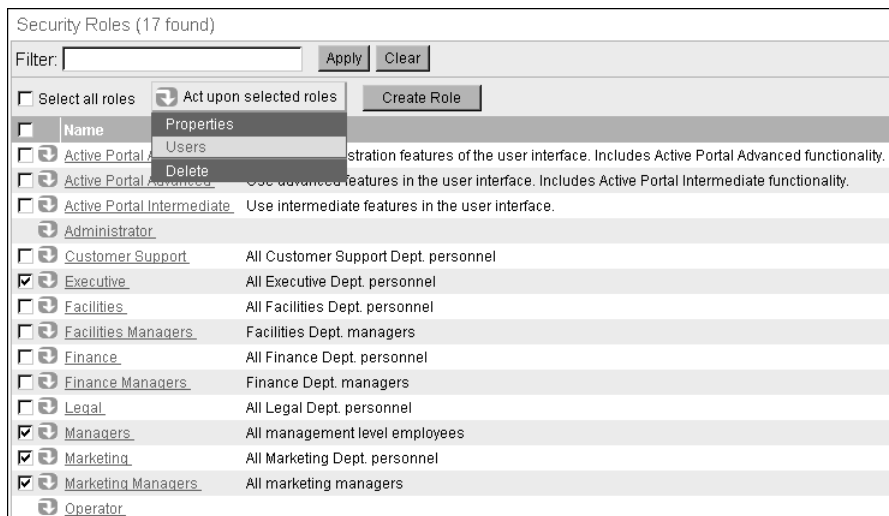 Security Roles (17 found)
Filter: Apply Clear
Select all roles Act upon selected roles Create Role
Name Properties
Users
Active Portal A stration features of the user interface. Includes Active Portal Advanced functionality.
Delete
Active Portal Advanced Use advanced features in the user interface. Includes Active Portal Intermediate functionality.
Active Portal Intermediate Use intermediate features in the user interface.
Administrator
Customer Support All Customer Support Dept. personnel
Executive All Executive Dept. personnel
Facilities All Facilities Dept. personnel
Facilities Managers Facilities Dept. managers
Finance All Finance Dept. personnel
Finance Managers Finance Dept. managers
Legal All Legal Dept. personnel
Managers All management level employees
Marketing All Marketing Dept. personnel
Marketing Managers All marketing managers
Operator